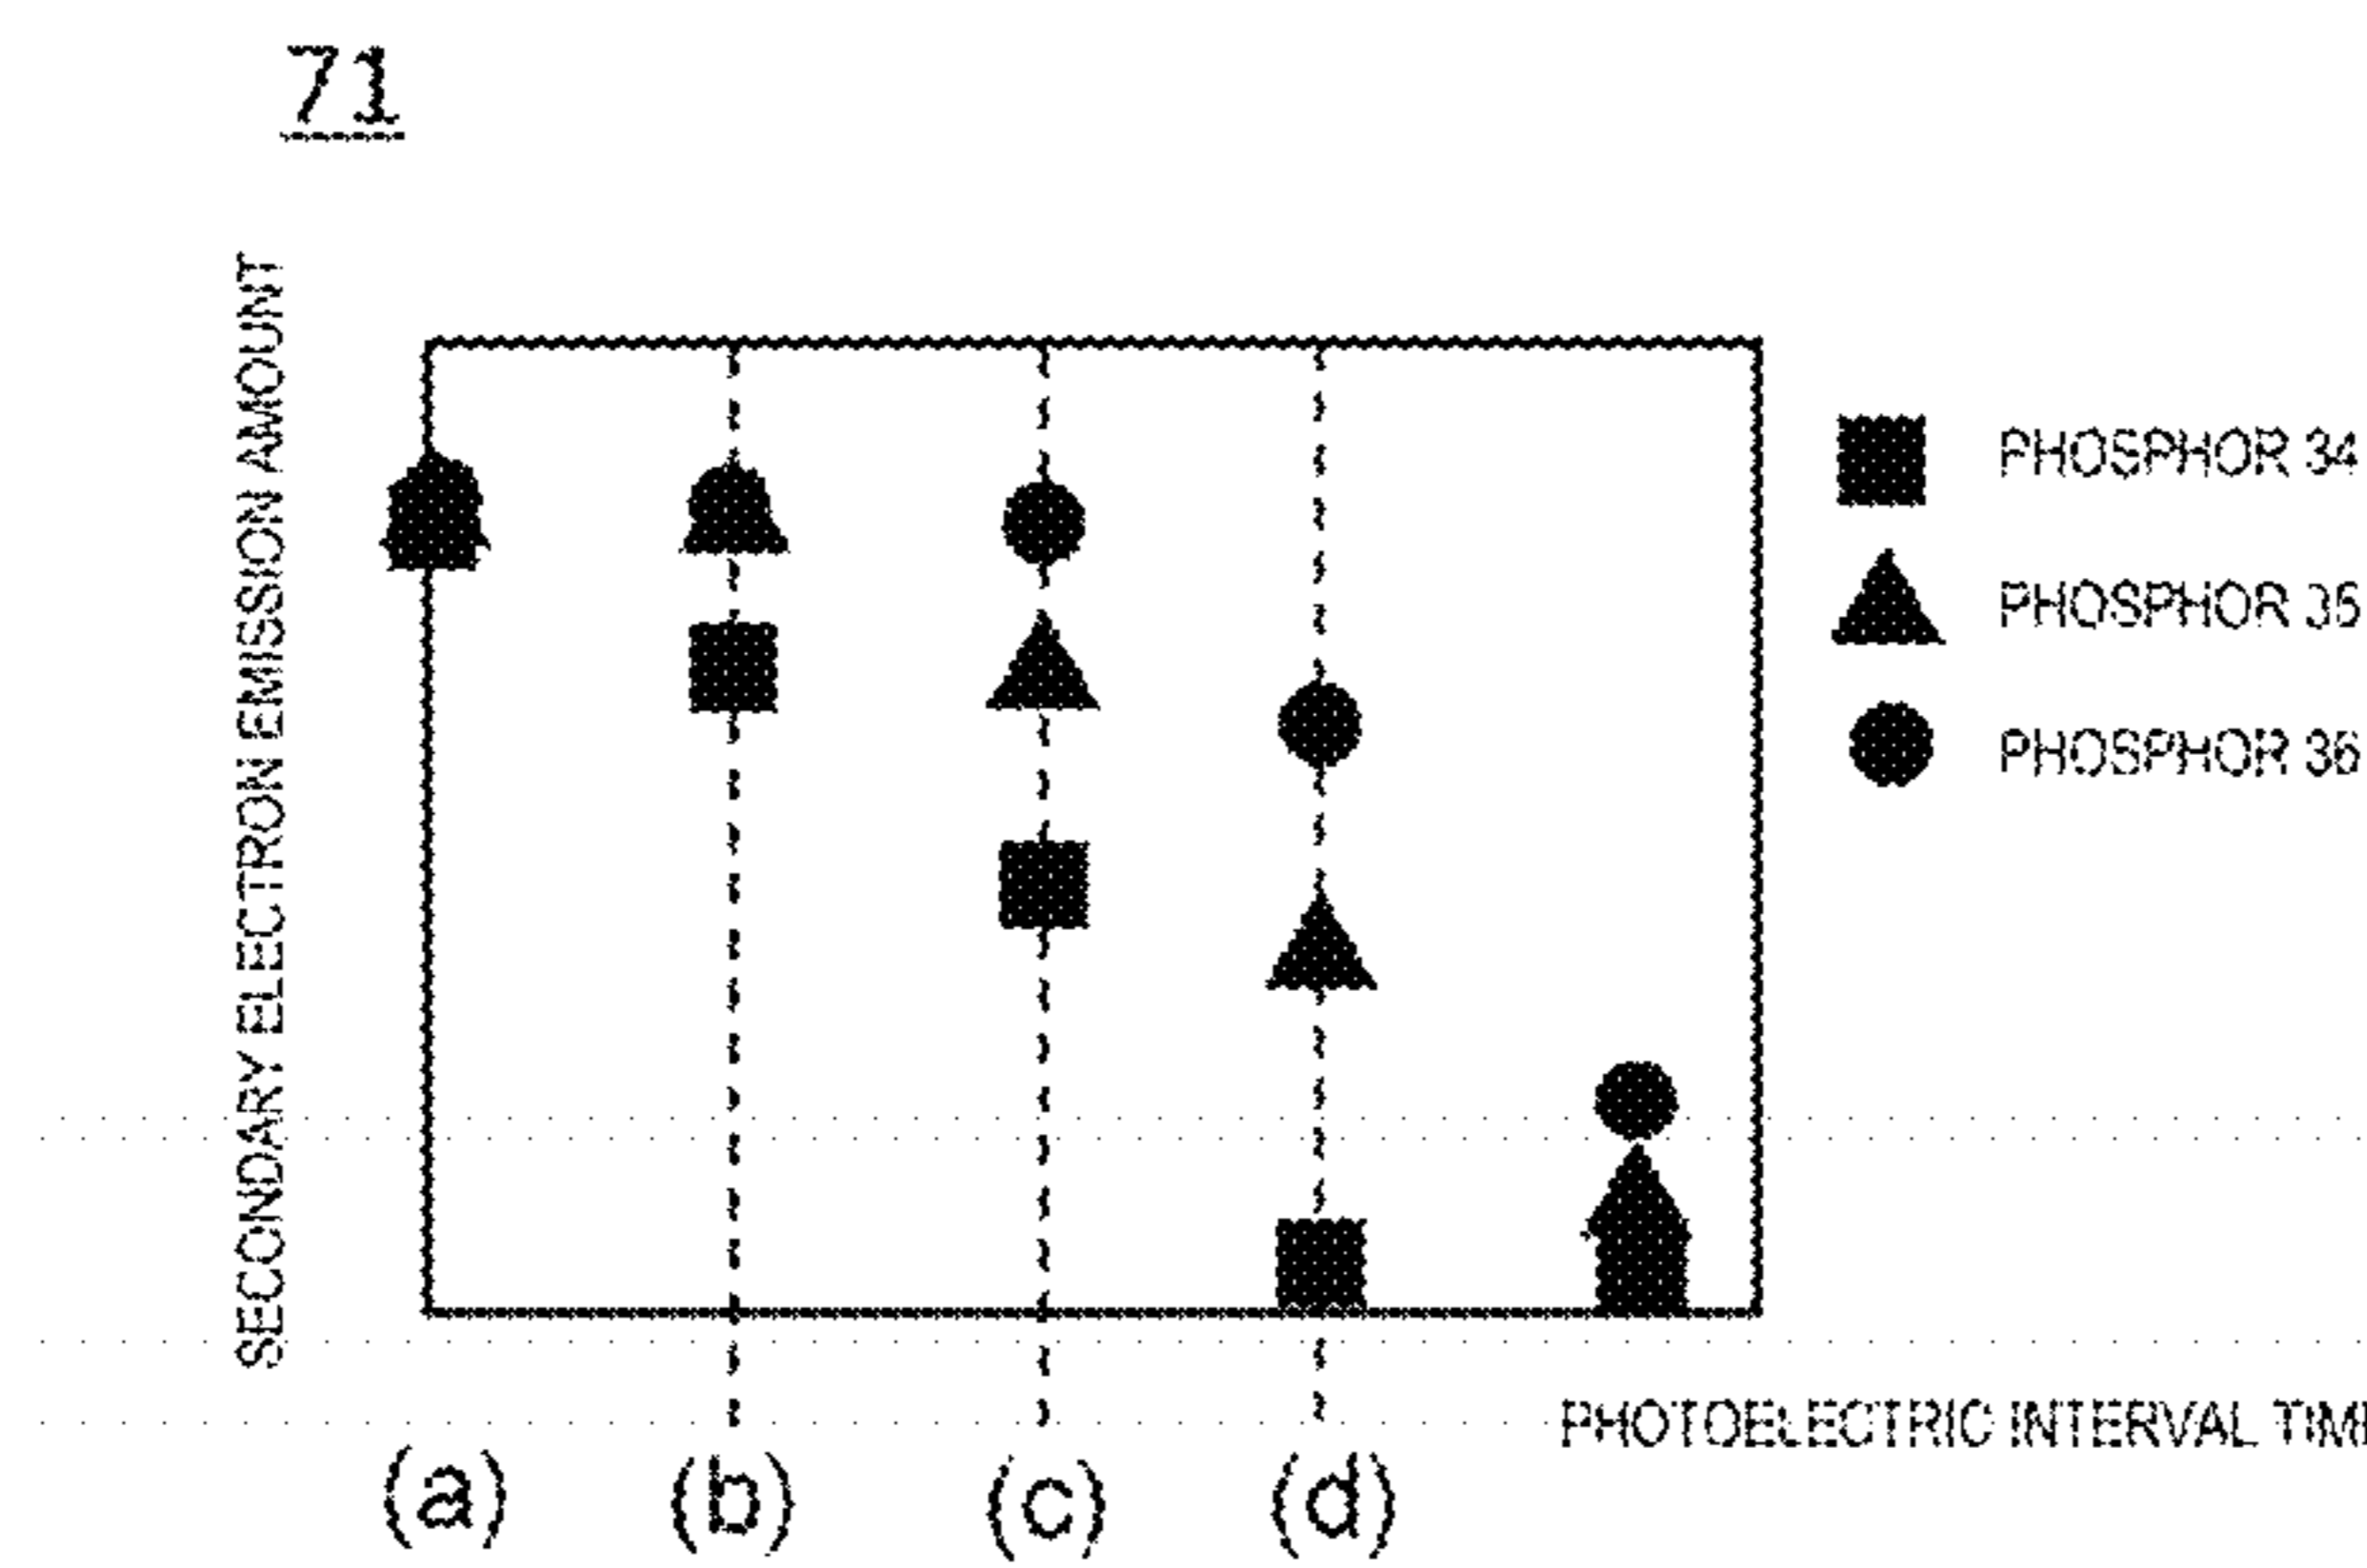 71
SECONDARY ELECTRON EMISSION AMOUNT
PHOSPHOR 34
PHOSPHOR 35
PHOSPHOR 36
PHOTOELECTRIC INTERVAL TIM
(a) (b) (c) (d)